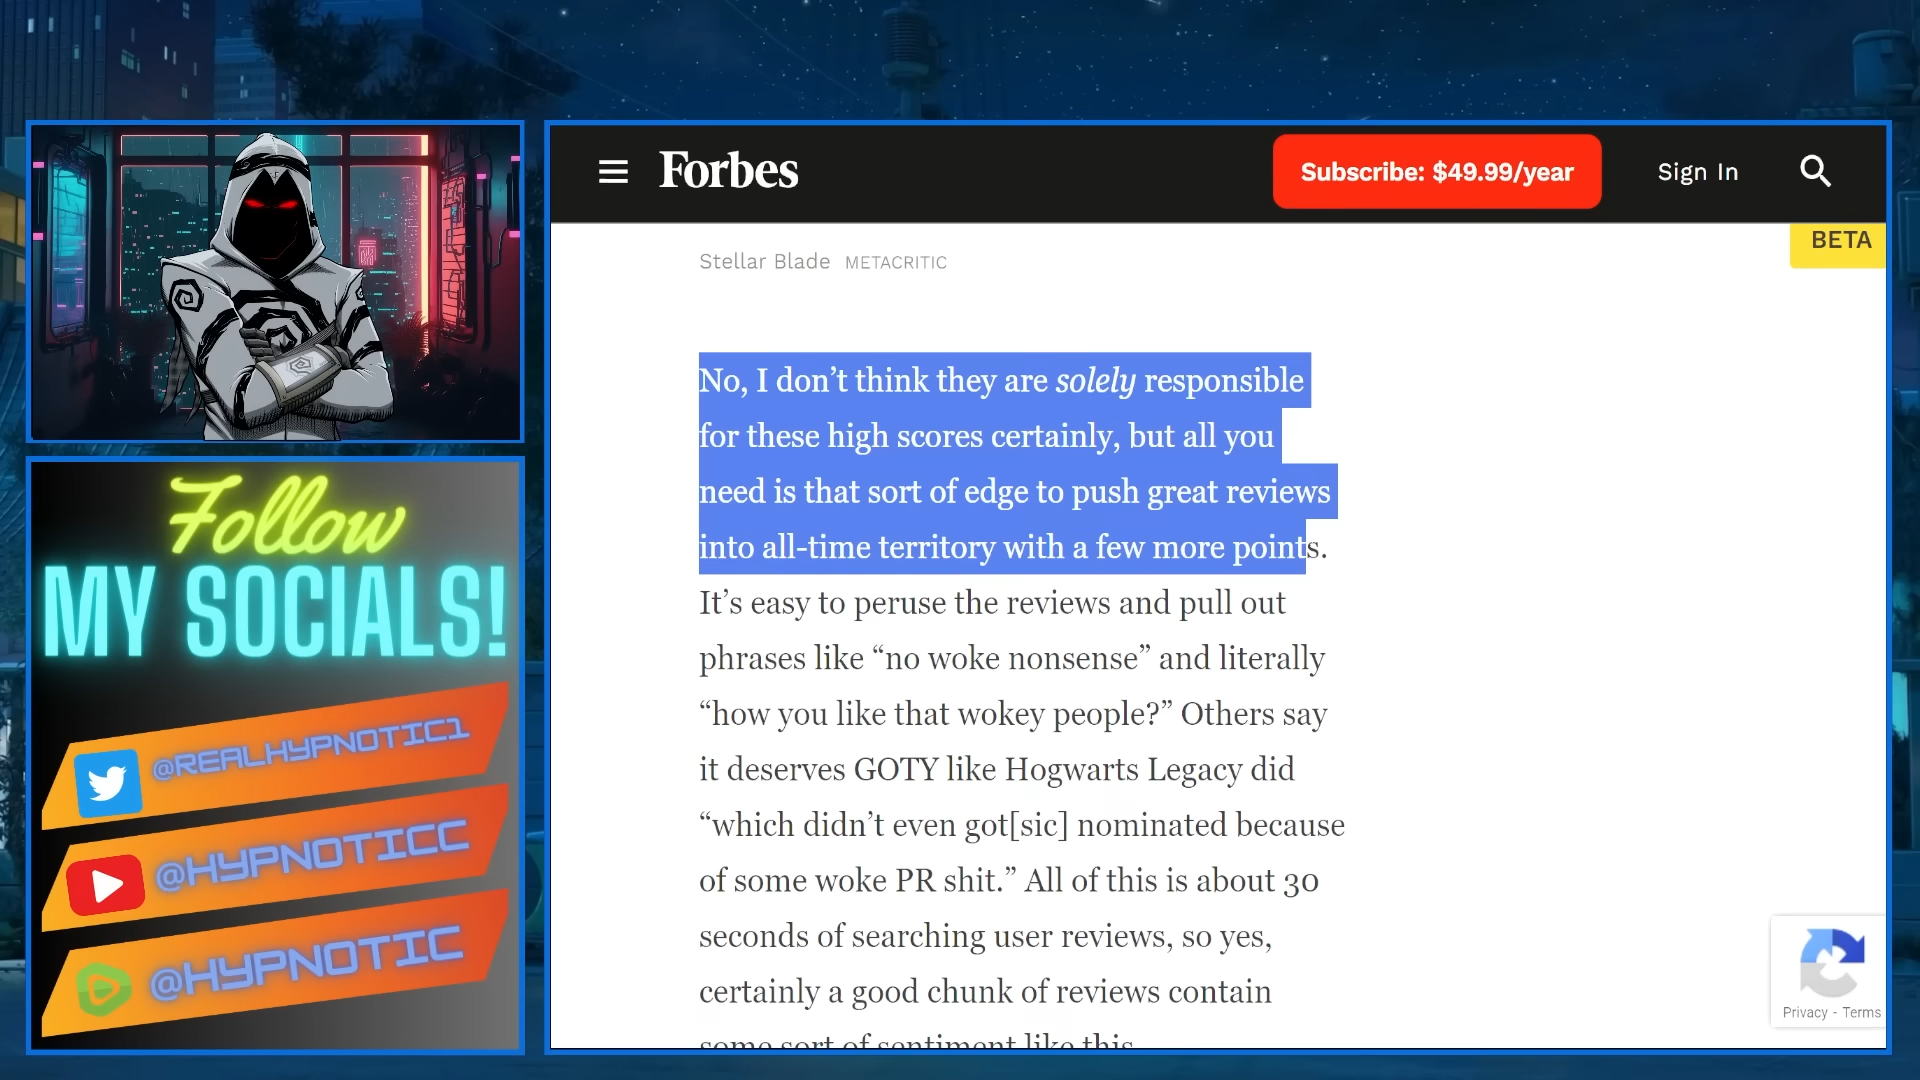 Forbes
Subscribe: $49.99/year
Sign In
BETA
Stellar Blade METACRITIC
No, I don’t think they are solely responsible
for these high scores certainly, but all you
need is that sort of edge to push great reviews
into all-time territory with a few more points.
It’s easy to peruse the reviews and pull out
phrases like “no woke nonsense” and literally
“how you like that wokey people?” Others say
it deserves GOTY like Hogwarts Legacy did
“which didn’t even got[sic] nominated because
of some woke PR shit.” All of this is about 30
seconds of searching user reviews, so yes,
certainly a good chunk of reviews contain
some sort of sentiment like this
Privacy - Terms
Follow
MY SOCIALS!
@REALHYPNOTIC1
@HYPNOTICC
@HYPNOTIC